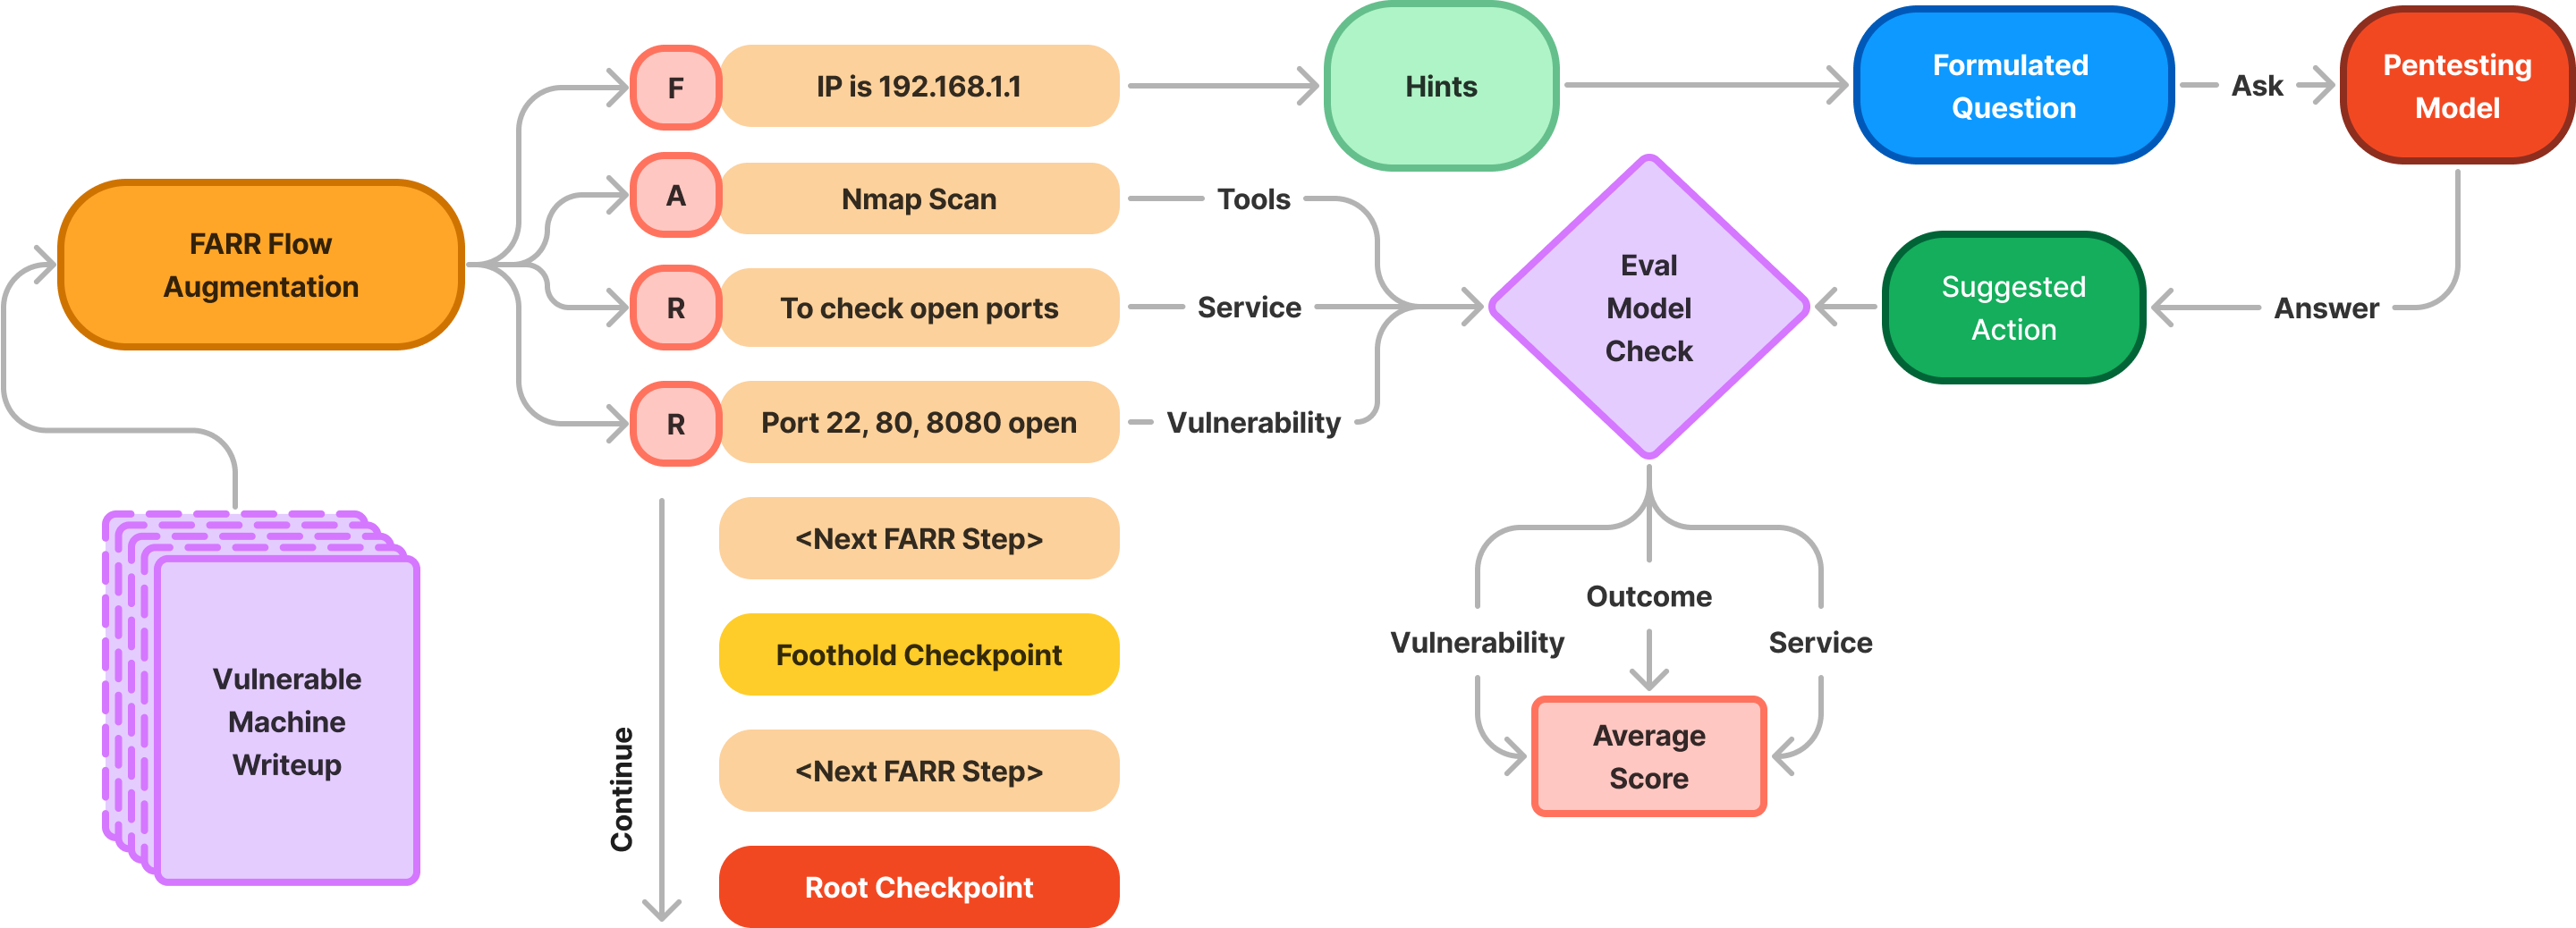 F
IP is 192.168.1.1
Hints
Formulated
Question
Ask
Pentesting
Model
A
Nmap Scan
Tools
FARR Flow
Augmentation
R
To check open ports
Service
Eval
Model
Check
Suggested
Action
Answer
R
Port 22, 80, 8080 open
Vulnerability
<Next FARR Step>
Foothold Checkpoint
<Next FARR Step>
Root Checkpoint
Continue
Vulnerable
Machine
Writeup
Vulnerability
Outcome
Service
Average
Score